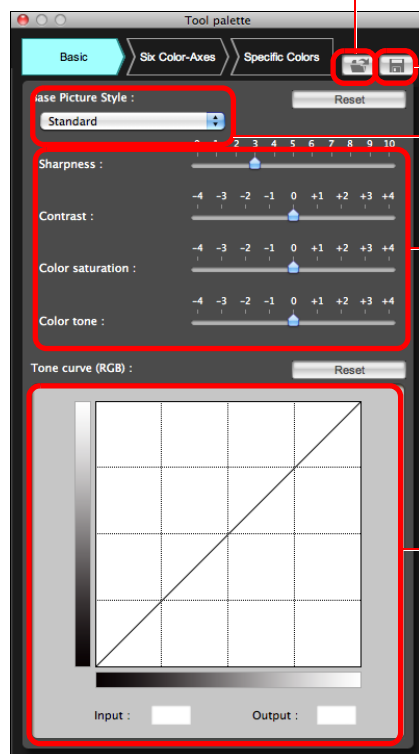 Tool palette
Basic Six Color-Axes Specific Colors
Base Picture Style : Reset
Standard
0 1 2 3 4 5 6 7 8 9 10
Sharpness :
-4 -3 -2 -1 0 +1 +2 +3 +4
Contrast :
-4 -3 -2 -1 0 +1 +2 +3 +4
Color saturation :
-4 -3 -2 -1 0 +1 +2 +3 +4
Color tone :
Tone curve (RGB) : Reset
Input : Output :